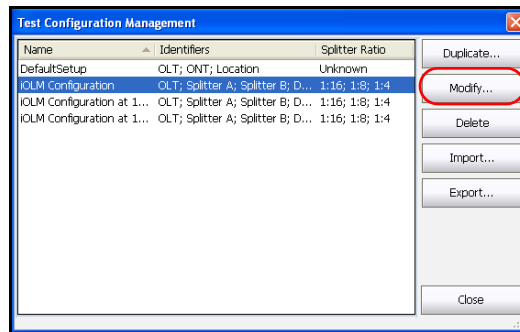 Test Configuration Management
Name Identifiers Splitter Ratio
DefaultSetup OLT; ONT; Location Unknown
iOLM Configuration OLT; Splitter A; Splitter B; D... 1:16; 1:8; 1:4
iOLM Configuration at 1... OLT; Splitter A; Splitter B; D... 1:16; 1:8; 1:4
iOLM Configuration at 1... OLT; Splitter A; Splitter B; D... 1:16; 1:8; 1:4
Duplicate...
Modify...
Delete
Import...
Export...
Close